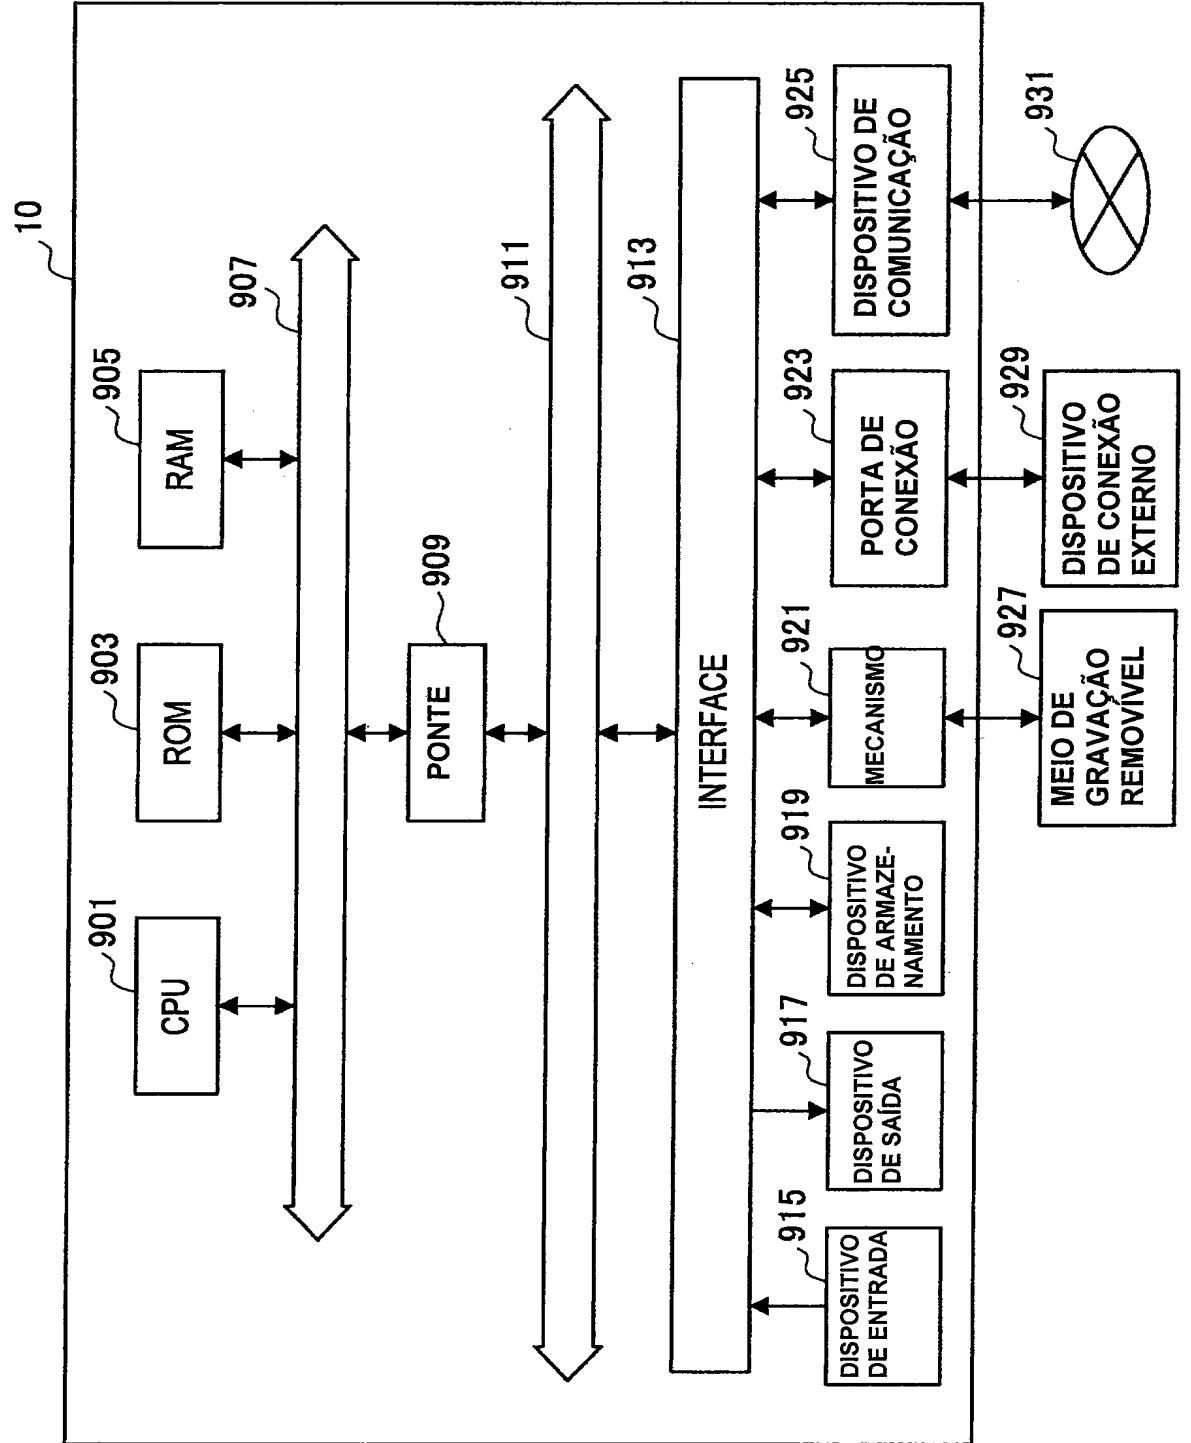 10
901
CPU
903
ROM
905
RAM
907
909
PONTE
911
913
INTERFACE
915
DISPOSITIVO
DE ENTRADA
917
DISPOSITIVO
DE SAÍDA
919
DISPOSITIVO
DE ARMAZE-
NAMENTO
921
MECANISMO
923
PORTA DE
CONEXÃO
925
DISPOSITIVO DE
COMUNICAÇÃO
927
MEIO DE
GRAVAÇÃO
REMOVÍVEL
929
DISPOSITIVO
DE CONEXÃO
EXTERNO
931